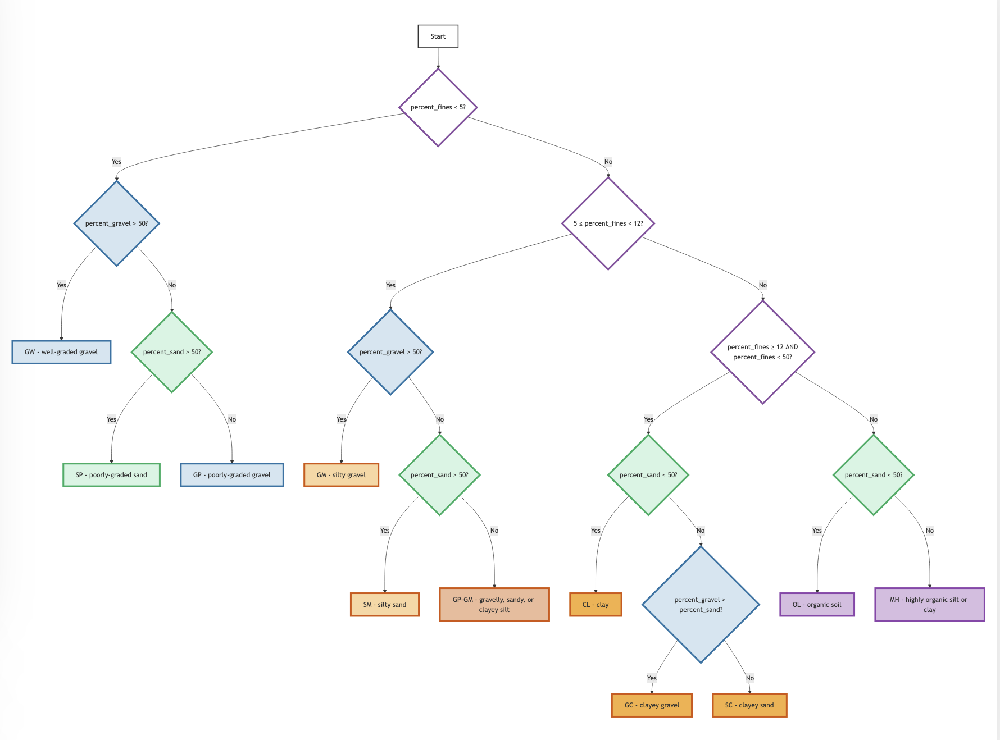 Start
percent_fines < 5?
Yes
No
percent_gravel > 50?
5 ≤ percent_fines < 12?
Yes
No
Yes
No
GW - well-graded gravel
percent_sand > 50?
percent_gravel > 50?
percent_fines ≥ 12 AND
percent_fines < 50?
Yes
No
Yes
No
Yes
No
SP - poorly-graded sand
GP - poorly-graded gravel
GM - silty gravel
percent_sand > 50?
percent_sand < 50?
percent_sand < 50?
Yes
No
Yes
No
Yes
No
SM - silty sand
GP-GM - gravelly, sandy, or
clayey silt
CL - clay
percent_gravel >
percent_sand?
OL - organic soil
MH - highly organic silt or
clay
Yes
No
GC - clayey gravel
SC - clayey sand